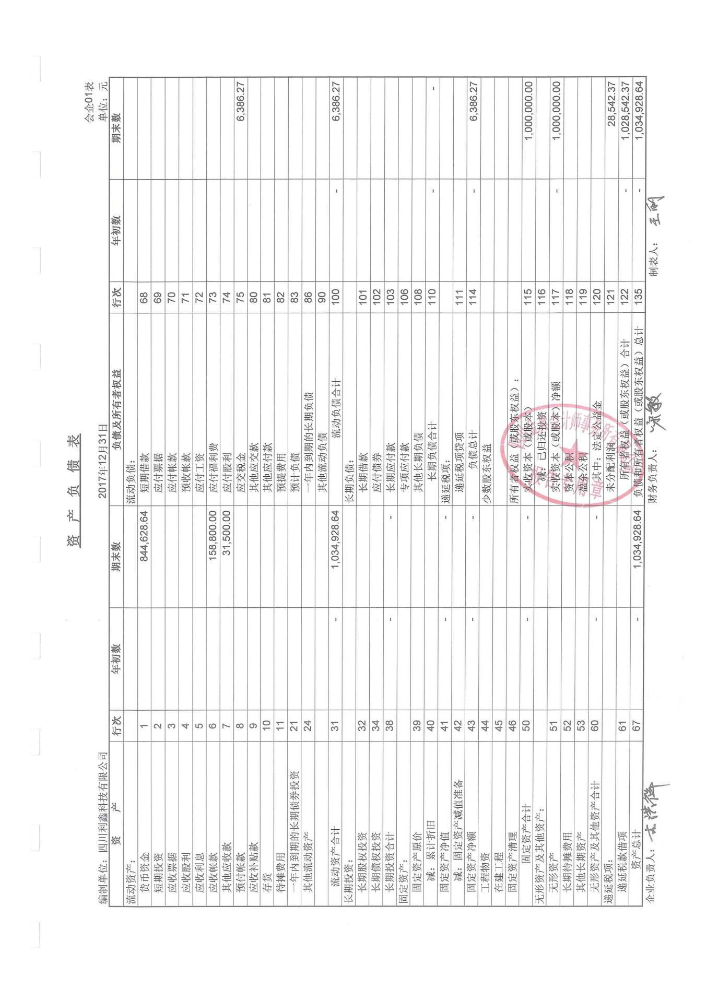 资 产 负 债 表
会企01表
编制单位：四川利鑫科技有限公司 2017年12月31日 单位：元
资 产 行次 年初数 期末数 负债及所有者权益 行次 年初数 期末数
流动资产： 流动负债：
货币资金 1 844,628.64 短期借款 68
短期投资 2 应付票据 69
应收票据 3 应付帐款 70
应收股利 4 预收帐款 71
应收利息 5 应付工资 72
应收帐款 6 158,800.00 应付福利费 73
其他应收款 7 31,500.00 应付股利 74
预付帐款 8 应交税金 75 6,386.27
应收补贴款 9 其他应交款 80
存货 10 其他应付款 81
待摊费用 11 预提费用 82
一年内到期的长期债券投资 21 预计负债 83
其他流动资产 24 一年内到期的长期负债 86
其他流动负债 90
流动资产合计 31 - 1,034,928.64 流动负债合计 100 - 6,386.27
长期投资： 长期负债：
长期股权投资 32 长期借款 101
长期债权投资 34 应付债券 102
长期投资合计 38 - - 长期应付款 103
固定资产： 专项应付款 106
固定资产原价 39 其他长期负债 108
减：累计折旧 40 长期负债合计 110 - -
固定资产净值 41 - - 递延税项：
减：固定资产减值准备 42 递延税项贷项 111
固定资产净额 43 - - 负债总计 114 - 6,386.27
工程物资 44 少数股东权益
在建工程 45
固定资产清理 46 所有者权益（或股东权益）：
固定资产合计 50 - - 实收资本（或股本） 115 1,000,000.00
无形资产及其他资产： 减：已归还投资 116
无形资产 51 实收资本（或股本）净额 117 - 1,000,000.00
长期待摊费用 52 资本公积 118
其他长期资产 53 盈余公积 119
无形资产及其他资产合计 60 - - 其中：法定公益金 120
递延税项： 未分配利润 121 28,542.37
递延税款借项 61 所有者权益（或股东权益）合计 122 - 1,028,542.37
资产总计 67 - 1,034,928.64 负债和所有者权益（或股东权益）总计 135 - 1,034,928.64
企业负责人： 财务负责人： 制表人： 王丽
报告专用章